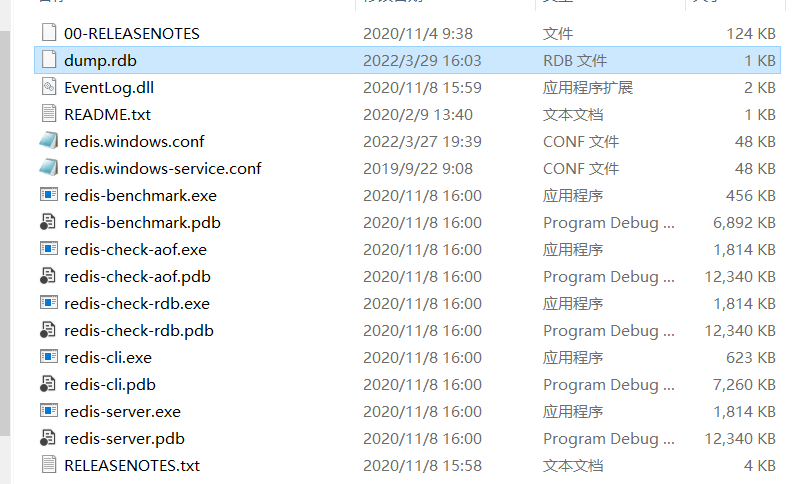 00-RELEASENOTES 2020/11/4 9:38 文件 124 KB
dump.rdb 2022/3/29 16:03 RDB 文件 1 KB
EventLog.dll 2020/11/8 15:59 应用程序扩展 2 KB
README.txt 2020/2/9 13:40 文本文档 1 KB
redis.windows.conf 2022/3/27 19:39 CONF 文件 48 KB
redis.windows-service.conf 2019/9/22 9:08 CONF 文件 48 KB
redis-benchmark.exe 2020/11/8 16:00 应用程序 456 KB
redis-benchmark.pdb 2020/11/8 16:00 Program Debug ... 6,892 KB
redis-check-aof.exe 2020/11/8 16:00 应用程序 1,814 KB
redis-check-aof.pdb 2020/11/8 16:00 Program Debug ... 12,340 KB
redis-check-rdb.exe 2020/11/8 16:00 应用程序 1,814 KB
redis-check-rdb.pdb 2020/11/8 16:00 Program Debug ... 12,340 KB
redis-cli.exe 2020/11/8 16:00 应用程序 623 KB
redis-cli.pdb 2020/11/8 16:00 Program Debug ... 7,260 KB
redis-server.exe 2020/11/8 16:00 应用程序 1,814 KB
redis-server.pdb 2020/11/8 16:00 Program Debug ... 12,340 KB
RELEASENOTES.txt 2020/11/8 15:58 文本文档 4 KB